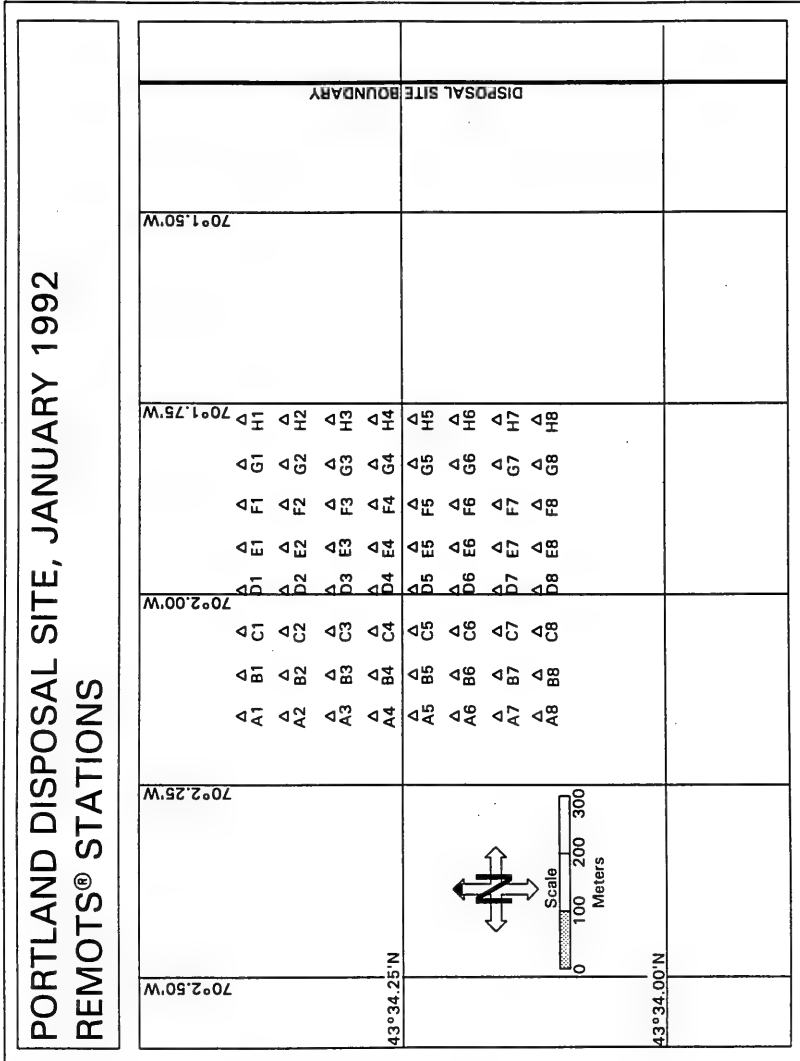 PORTLAND DISPOSAL SITE, JANUARY 1992
REMOTS® STATIONS
70°2.50'W
70°2.25'W
70°2.00'W
70°1.75'W
70°1.50'W
DISPOSAL SITE BOUNDARY
A1 B1 C1 D1 E1 F1 G1 H1
A2 B2 C2 D2 E2 F2 G2 H2
A3 B3 C3 D3 E3 F3 G3 H3
A4 B4 C4 D4 E4 F4 G4 H4
43°34.25'N
A5 B5 C5 D5 E5 F5 G5 H5
A6 B6 C6 D6 E6 F6 G6 H6
A7 B7 C7 D7 E7 F7 G7 H7
A8 B8 C8 D8 E8 F8 G8 H8
N
Scale
0 100 200 300
Meters
43°34.00'N